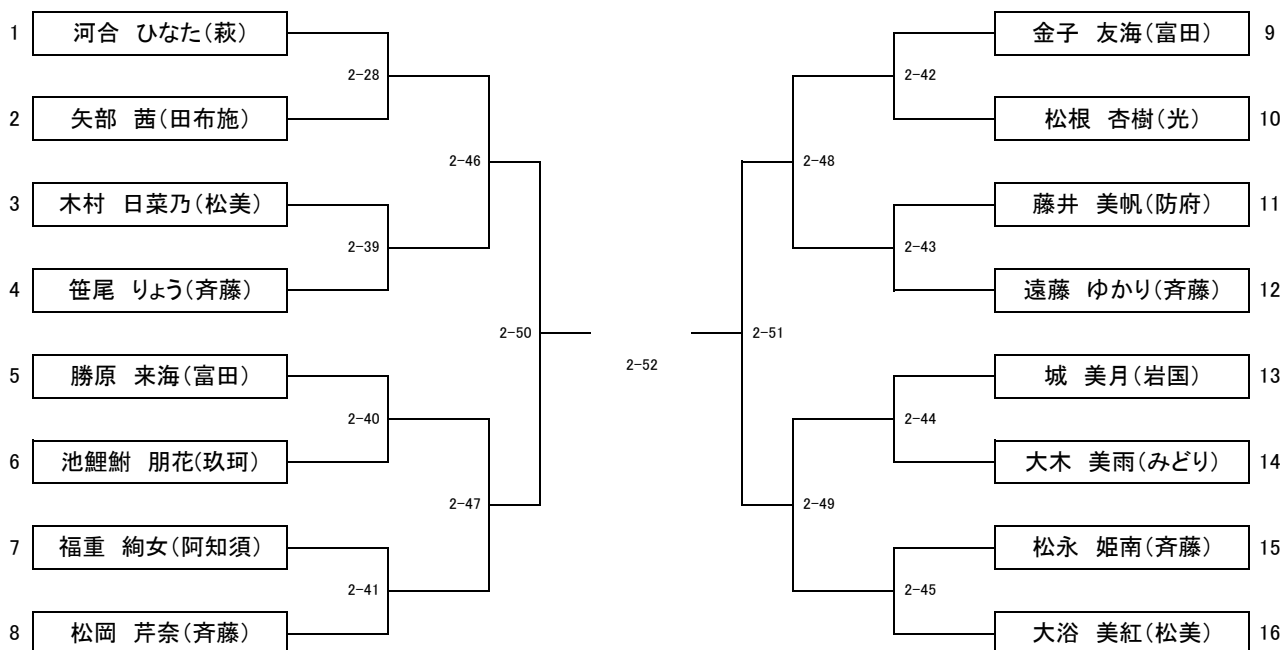 1 河合 ひなた(萩)
2-28
2 矢部 茜(田布施)
2-46
3 木村 日菜乃(松美)
2-39
4 笹尾 りょう(斉藤)
2-50
5 勝原 来海(富田)
2-40
6 池鯉鮒 朋花(玖珂)
2-47
7 福重 絢女(阿知須)
2-41
8 松岡 芹奈(斉藤)
2-52
金子 友海(富田) 9
2-42
松根 杏樹(光) 10
2-48
藤井 美帆(防府) 11
2-43
遠藤 ゆかり(斉藤) 12
2-51
城 美月(岩国) 13
2-44
大木 美雨(みどり) 14
2-49
松永 姫南(斉藤) 15
2-45
大浴 美紅(松美) 16